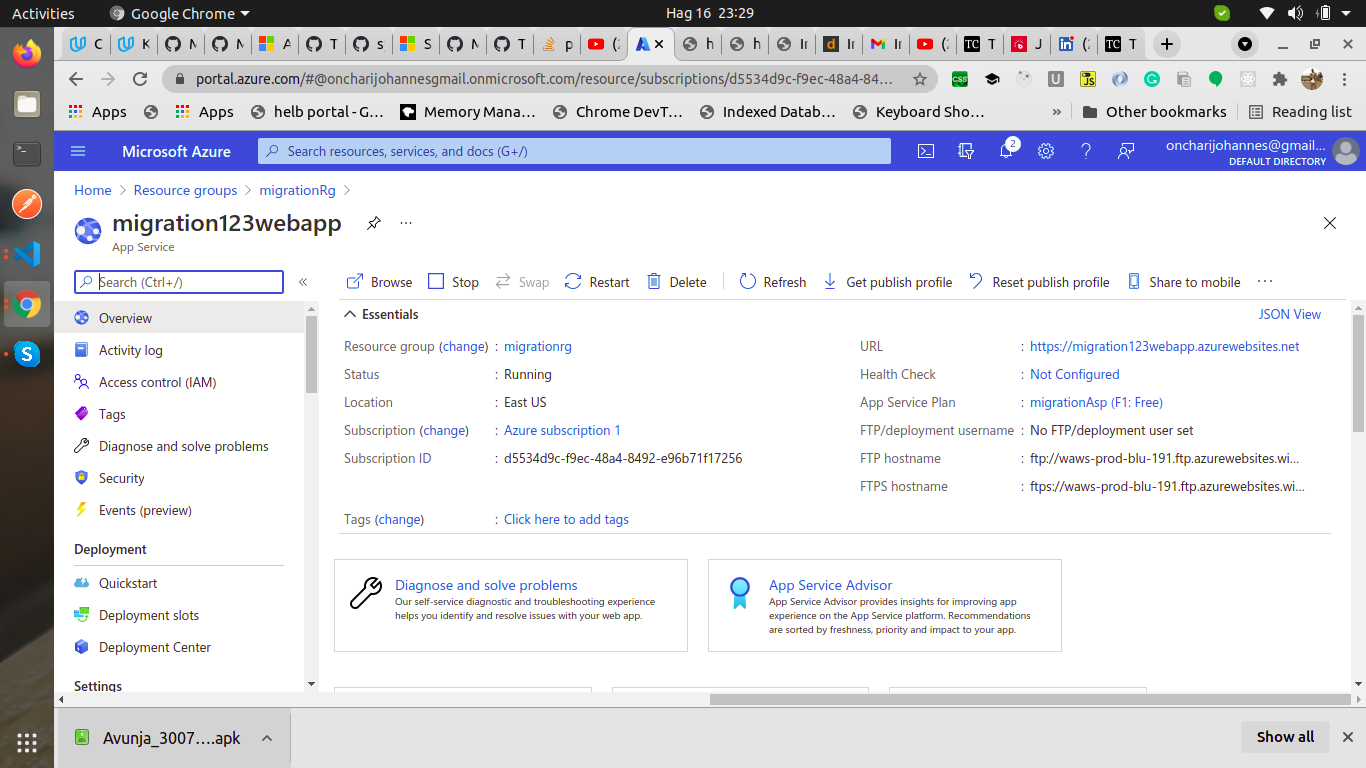 Activities
Google Chrome
Hag 16 23:29
C
K
M
M
A
T
s
S
M
T
p
(2
A
h
h
In
In
In
(2
T
J
(2
T
portal.azure.com/#@oncharijohannesgmail.onmicrosoft.com/resource/subscriptions/d5534d9c-f9ec-48a4-84...
Apps
Apps
helb portal - G...
Memory Mana...
Chrome DevT...
Indexed Datab...
Keyboard Sho...
»
Other bookmarks
Reading list
Microsoft Azure
Search resources, services, and docs (G+/)
2
oncharijohannes@gmail...
DEFAULT DIRECTORY
Home > Resource groups > migrationRg >
migration123webapp
...
App Service
Search (Ctrl+/)
«
Browse
Stop
Swap
Restart
Delete
Refresh
Get publish profile
Reset publish profile
Share to mobile
...
Overview
Activity log
Access control (IAM)
Tags
Diagnose and solve problems
Security
Events (preview)
Deployment
Quickstart
Deployment slots
Deployment Center
Settings
Essentials
JSON View
Resource group (change) : migrationrg
Status : Running
Location : East US
Subscription (change) : Azure subscription 1
Subscription ID : d5534d9c-f9ec-48a4-8492-e96b71f17256
URL : https://migration123webapp.azurewebsites.net
Health Check : Not Configured
App Service Plan : migrationAsp (F1: Free)
FTP/deployment username : No FTP/deployment user set
FTP hostname : ftp://waws-prod-blu-191.ftp.azurewebsites.wi...
FTPS hostname : ftps://waws-prod-blu-191.ftp.azurewebsites.wi...
Tags (change) : Click here to add tags
Diagnose and solve problems
Our self-service diagnostic and troubleshooting experience
helps you identify and resolve issues with your web app.
App Service Advisor
App Service Advisor provides insights for improving app
experience on the App Service platform. Recommendations
are sorted by freshness, priority and impact to your app.
Avunja_3007....apk
Show all